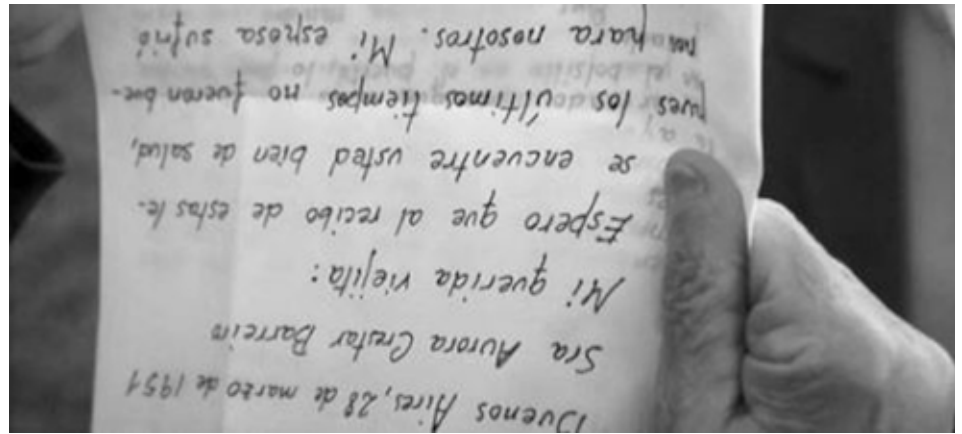 Buenos Aires, 28 de marzo de 1951
Sra Aurora Crestar Barreiro
Mi querida viejita:
Espero que al recibo de estas le-
se encuentre usted bien de salud,
pues los últimos tiempos no fueron bue-
para nosotros. Mi esposa sufrió